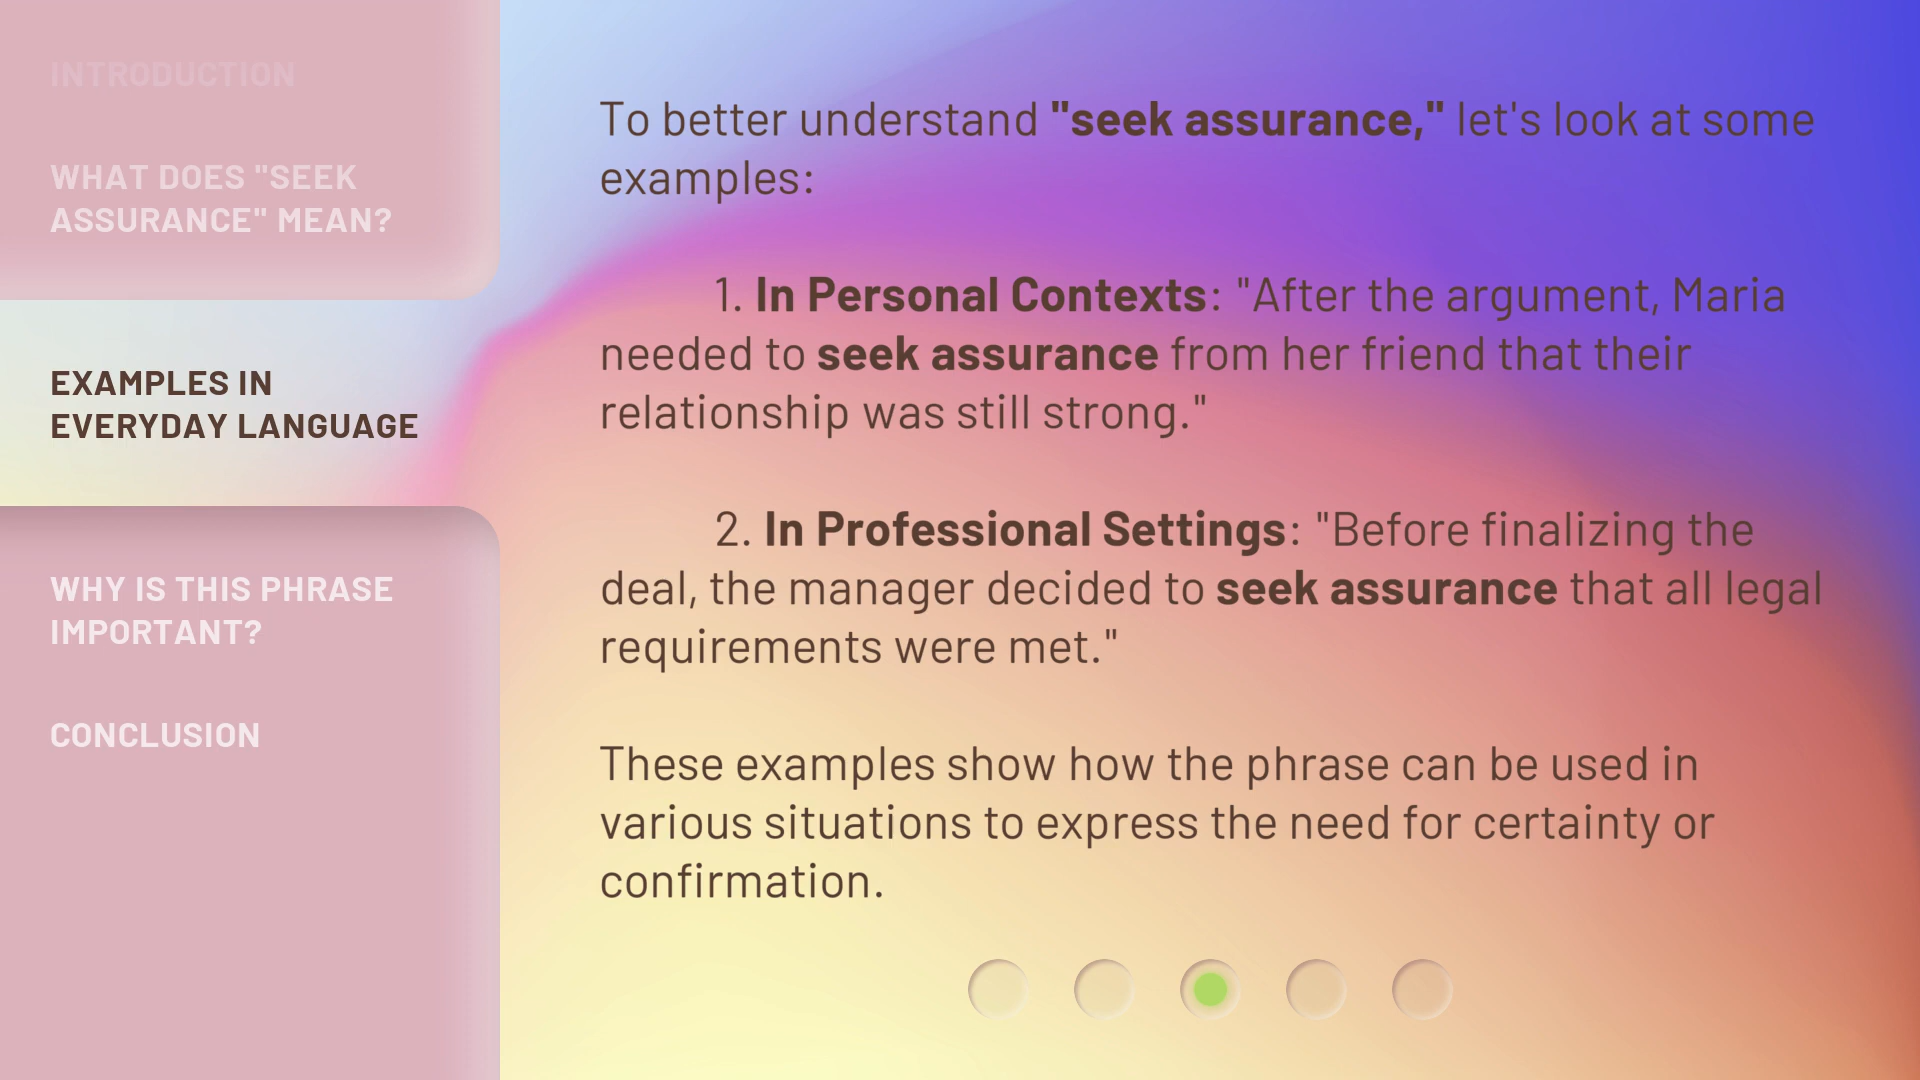 INTRODUCTION
WHAT DOES "SEEK
ASSURANCE" MEAN?
EXAMPLES IN
EVERYDAY LANGUAGE
WHY IS THIS PHRASE
IMPORTANT?
CONCLUSION
To better understand "seek assurance," let's look at some
examples:
1. In Personal Contexts: "After the argument, Maria
needed to seek assurance from her friend that their
relationship was still strong."
2. In Professional Settings: "Before finalizing the
deal, the manager decided to seek assurance that all legal
requirements were met."
These examples show how the phrase can be used in
various situations to express the need for certainty or
confirmation.